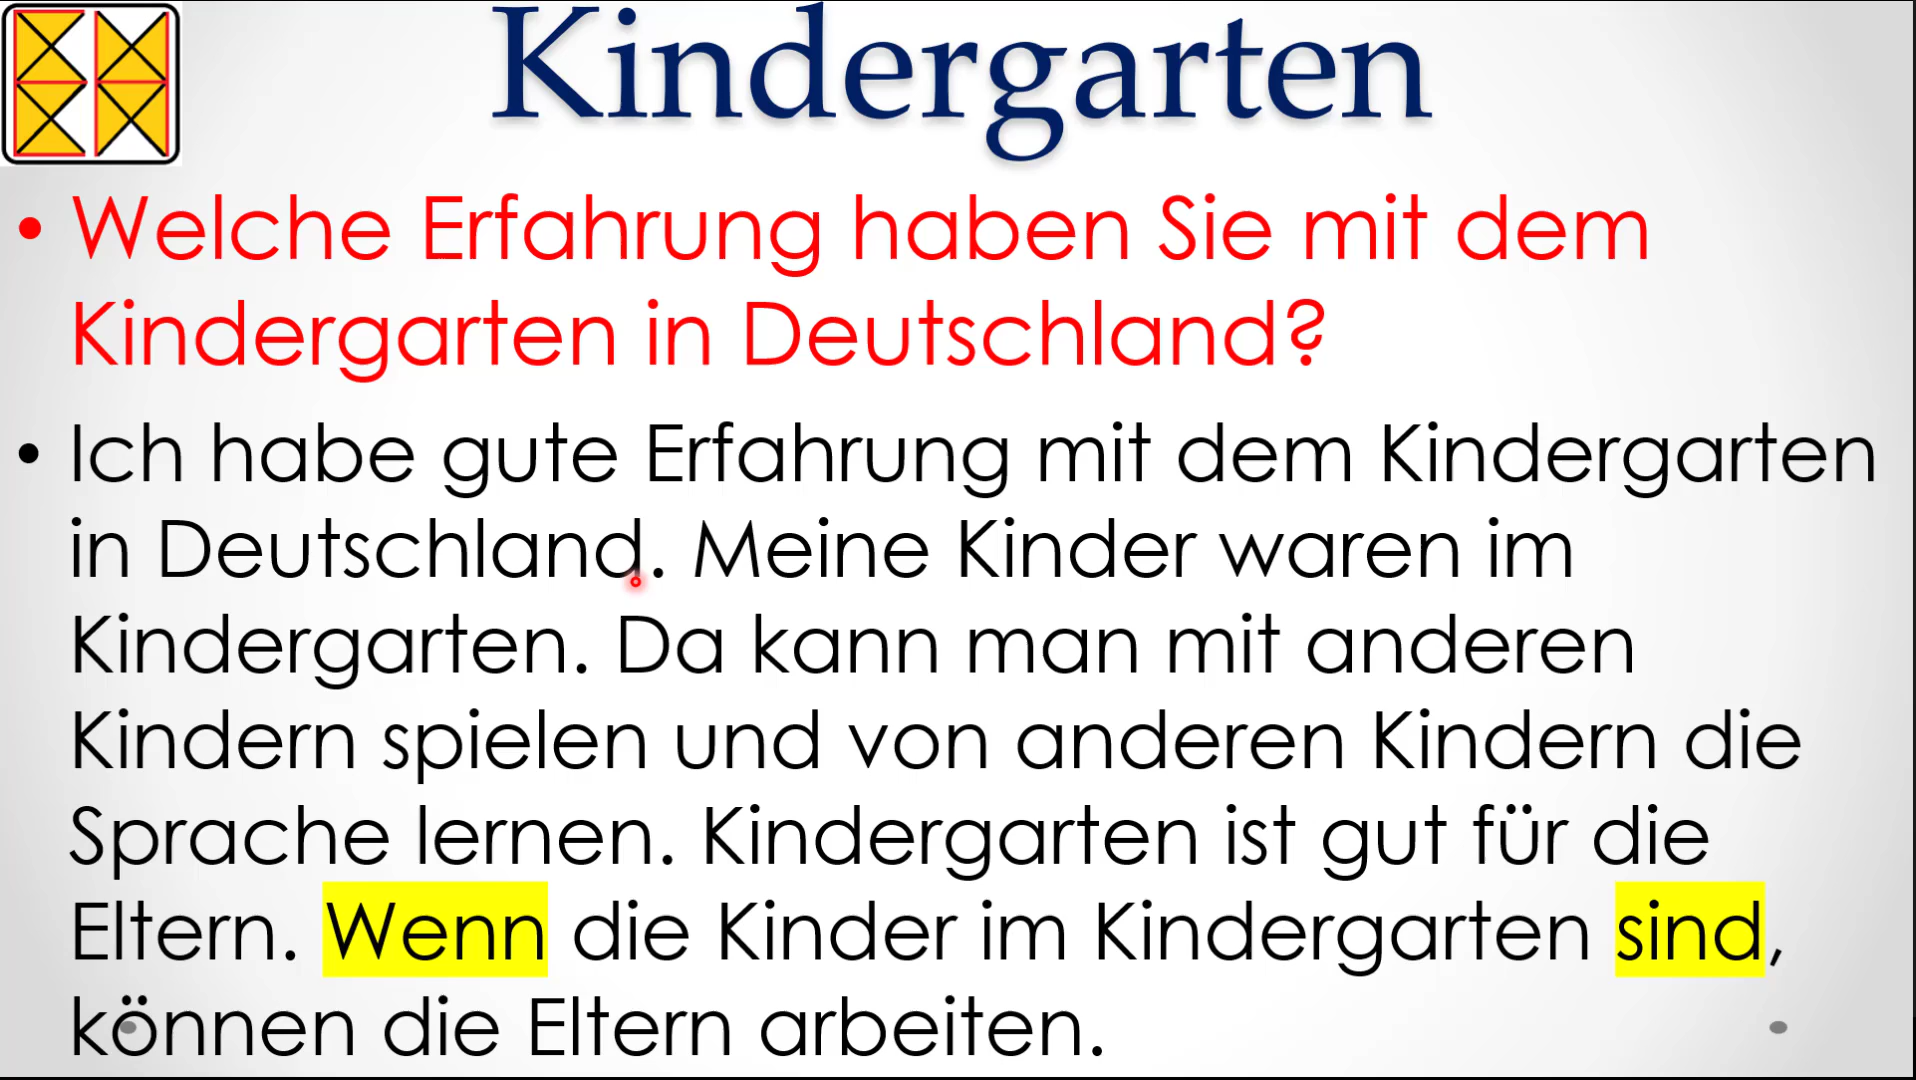 Kindergarten
• Welche Erfahrung haben Sie mit dem
Kindergarten in Deutschland?
• Ich habe gute Erfahrung mit dem Kindergarten
in Deutschland. Meine Kinder waren im
Kindergarten. Da kann man mit anderen
Kindern spielen und von anderen Kindern die
Sprache lernen. Kindergarten ist gut für die
Eltern. Wenn die Kinder im Kindergarten sind,
können die Eltern arbeiten.